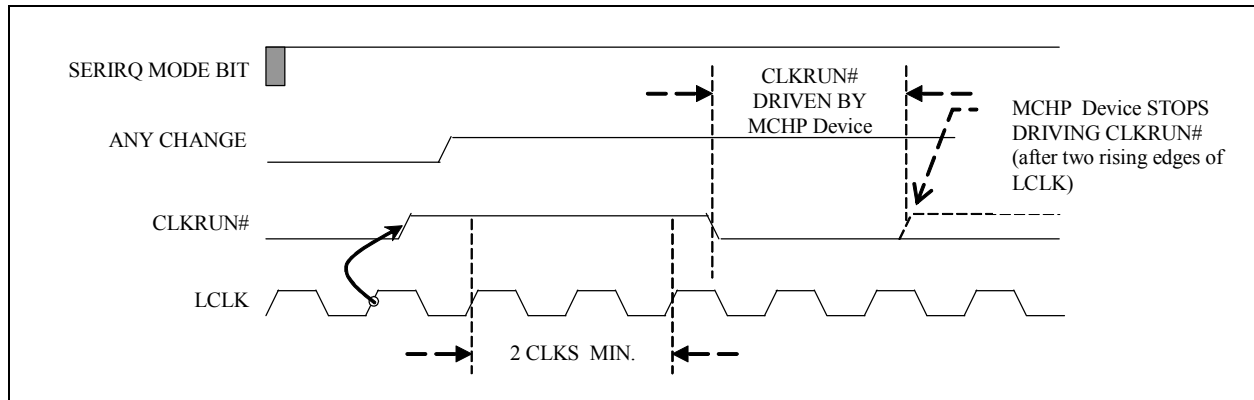 SERIRQ MODE BIT
CLKRUN#
DRIVEN BY
MCHP Device
MCHP Device STOPS
DRIVING CLKRUN#
(after two rising edges of
LCLK)
ANY CHANGE
CLKRUN#
LCLK
2 CLKS MIN.